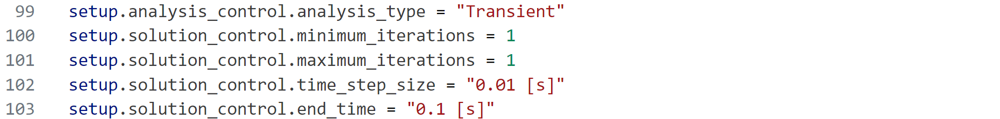 99 setup.analysis_control.analysis_type = "Transient"
100 setup.solution_control.minimum_iterations = 1
101 setup.solution_control.maximum_iterations = 1
102 setup.solution_control.time_step_size = "0.01 [s]"
103 setup.solution_control.end_time = "0.1 [s]"